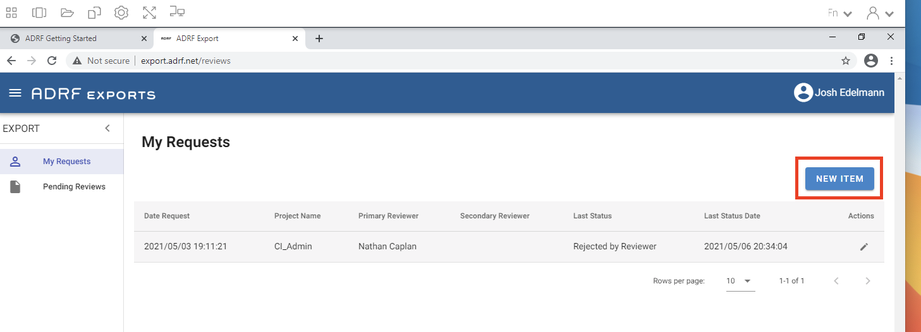 Fn
ADRF Getting Started
ADRF ADRF Export
Not secure | export.adrf.net/reviews
ADRF EXPORTS
Josh Edelmann
EXPORT
My Requests
Pending Reviews
My Requests
NEW ITEM
Date Request Project Name Primary Reviewer Secondary Reviewer Last Status Last Status Date Actions
2021/05/03 19:11:21 CI_Admin Nathan Caplan Rejected by Reviewer 2021/05/06 20:34:04
Rows per page: 10 1-1 of 1